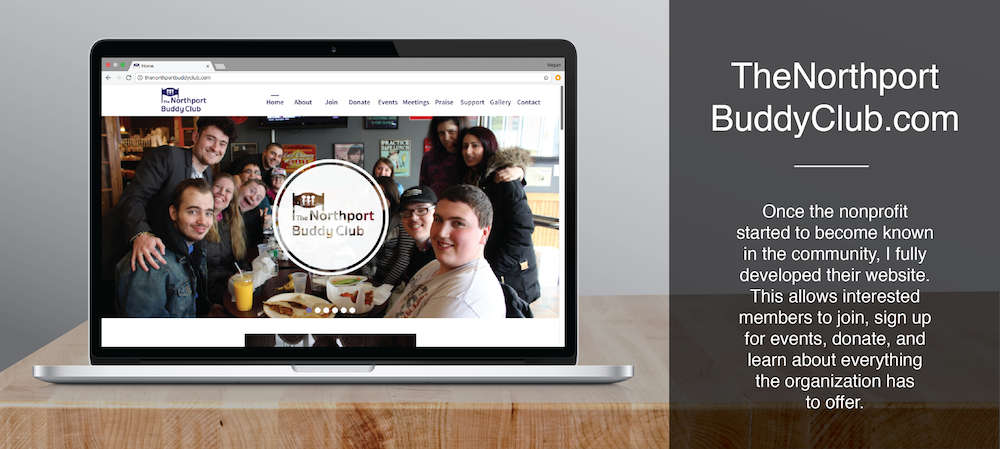 Home
Megan
thenorthportbuddyclub.com
The Northport
Buddy Club
Home About Join Donate Events Meetings Praise Support Gallery Contact
PRACTICE
SAFE LUNCH
The Northport
Buddy Club
TheNorthport
BuddyClub.com
Once the nonprofit
started to become known
in the community, I fully
developed their website.
This allows interested
members to join, sign up
for events, donate, and
learn about everything
the organization has
to offer.